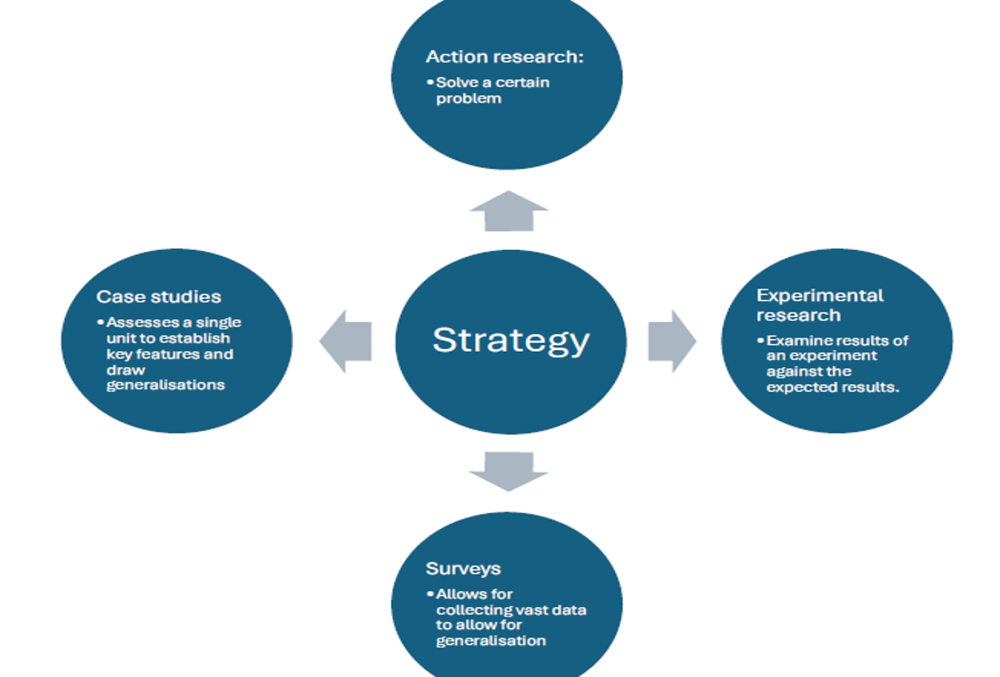 Action research:
•Solve a certain
problem
Case studies
•Assesses a single
unit to establish
key features and
draw
generalisations
Strategy
Experimental
research
•Examine results of
an experiment
against the
expected results.
Surveys
•Allows for
collecting vast data
to allow for
generalisation